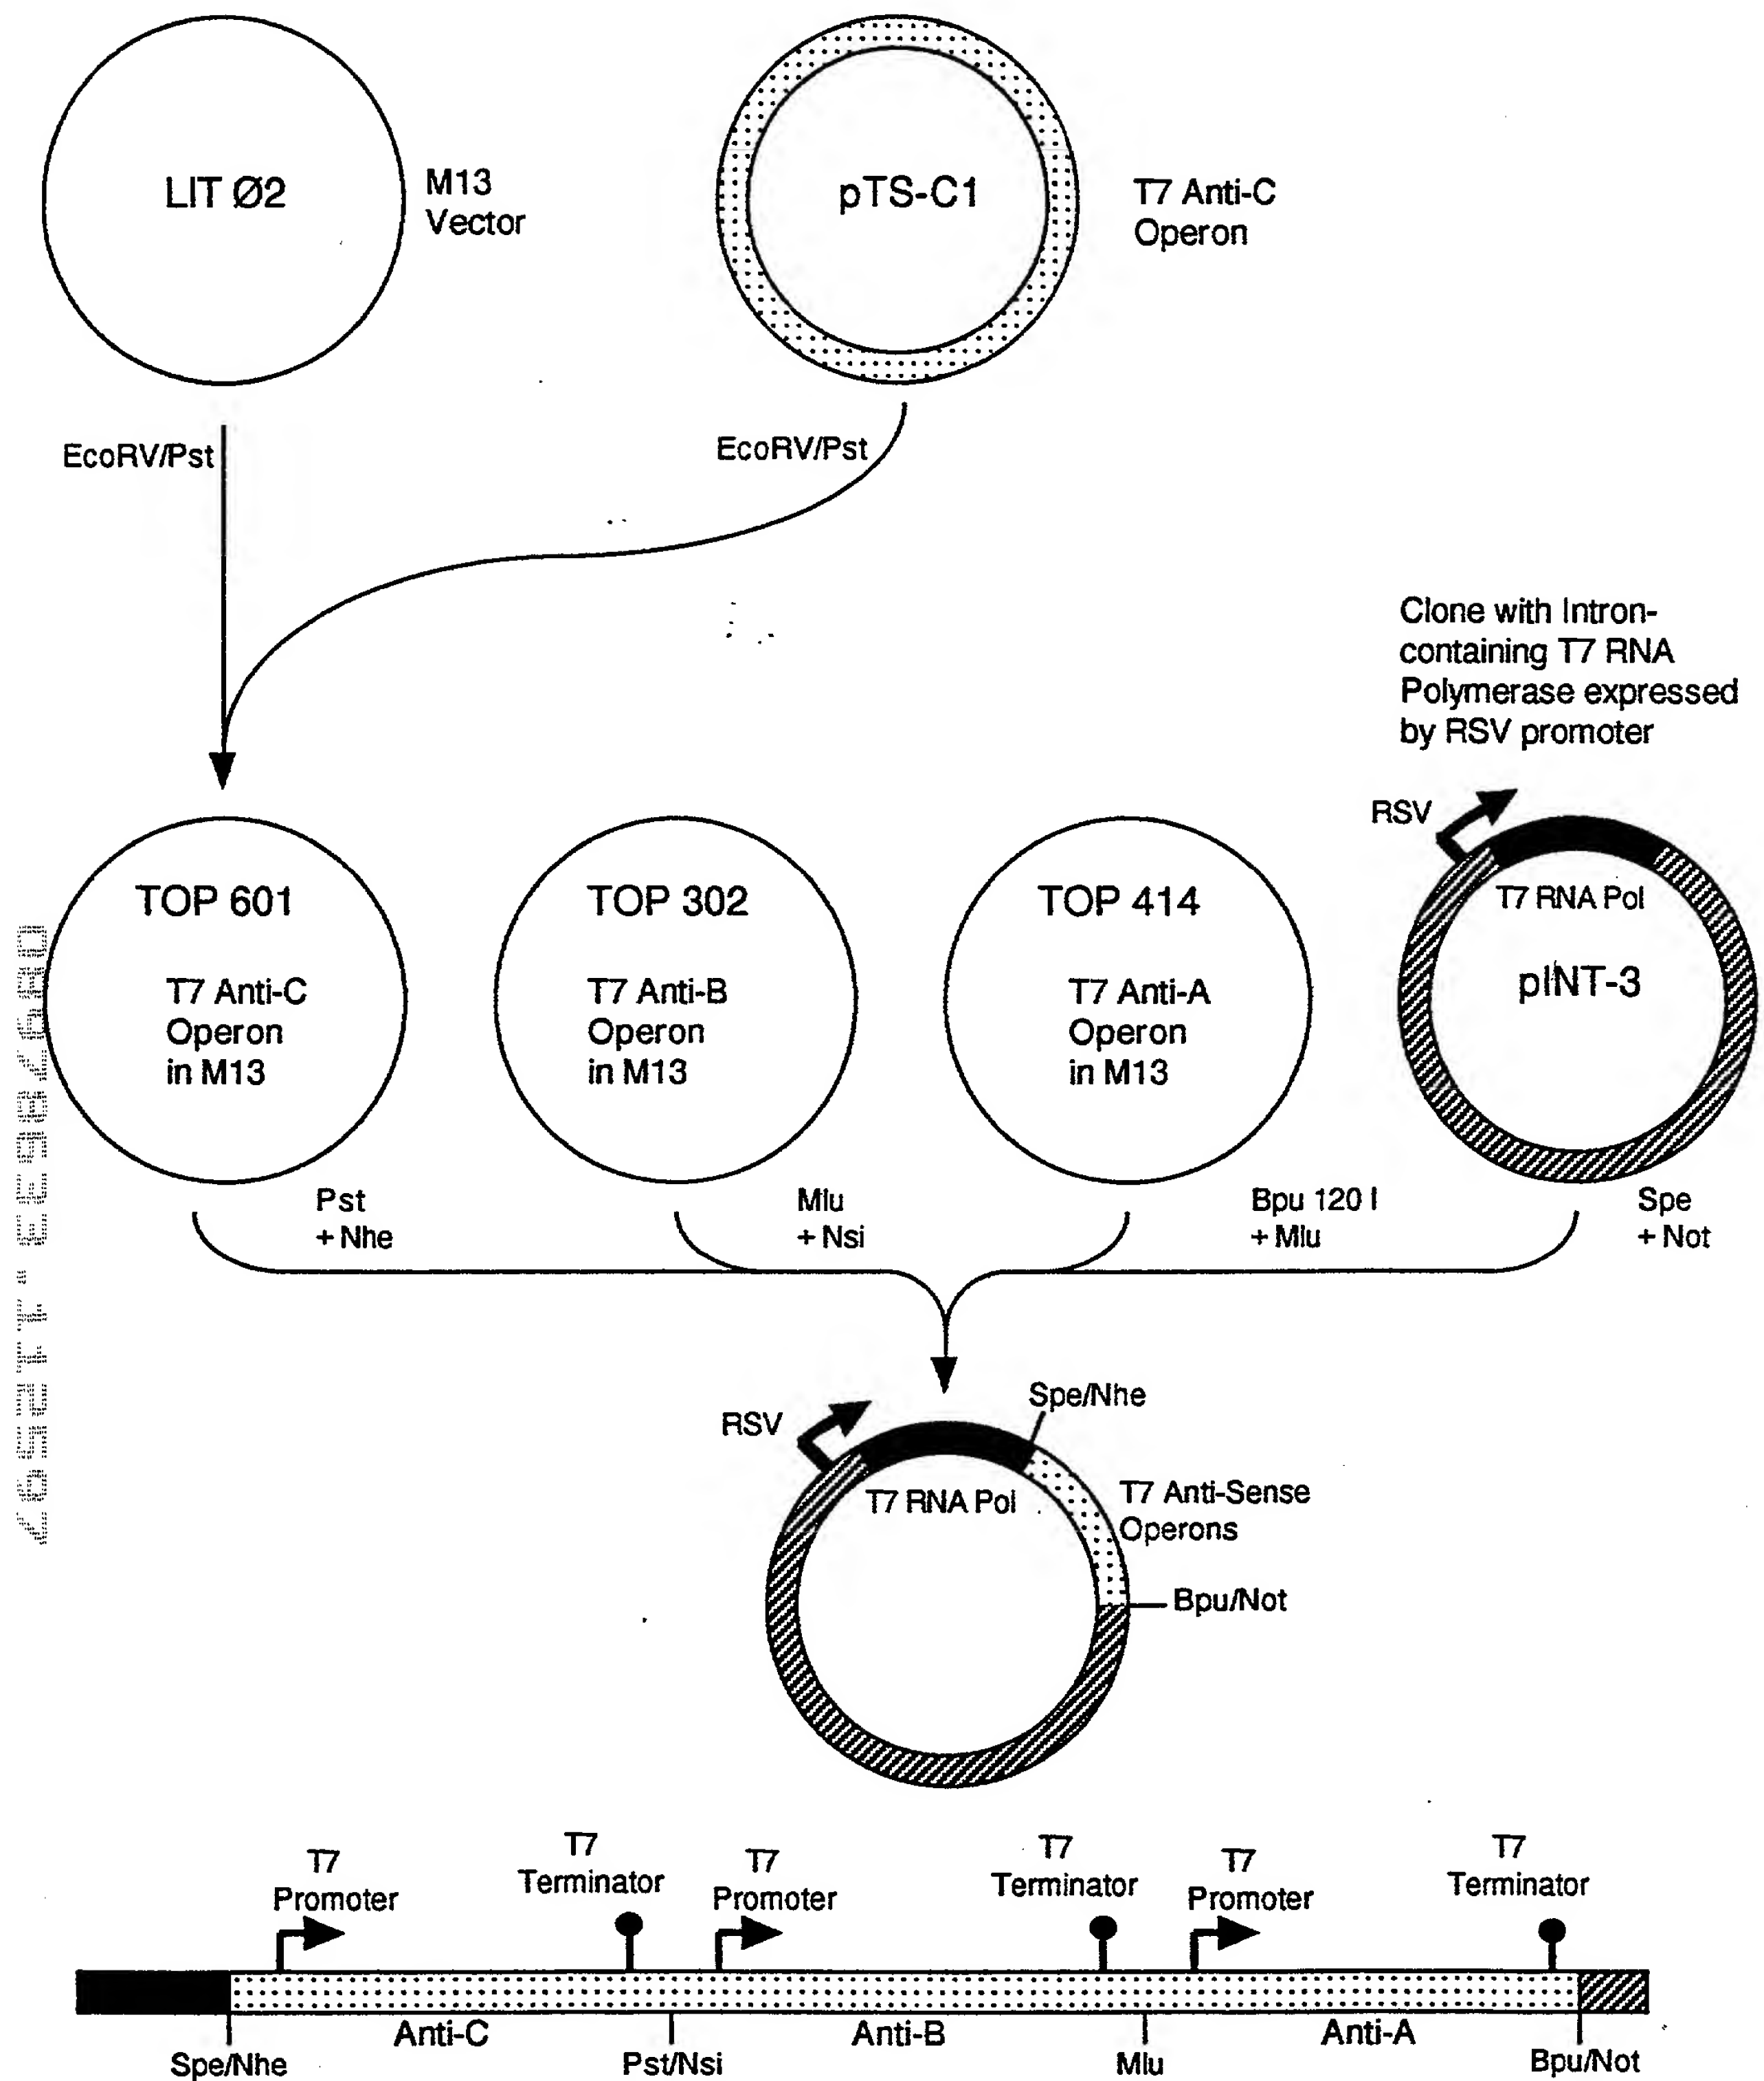 LIT Ø2
M13
Vector
pTS-C1
T7 Anti-C
Operon
EcoRV/Pst
EcoRV/Pst
Clone with Intron-
containing T7 RNA
Polymerase expressed
by RSV promoter
RSV
TOP 601
T7 Anti-C
Operon
in M13
TOP 302
T7 Anti-B
Operon
in M13
TOP 414
T7 Anti-A
Operon
in M13
T7 RNA Pol
pINT-3
Pst
+ Nhe
Mlu
+ Nsi
Bpu 120 I
+ Mlu
Spe
+ Not
RSV
Spe/Nhe
T7 RNA Pol
T7 Anti-Sense
Operons
Bpu/Not
T7
Promoter
T7
Terminator
T7
Promoter
T7
Terminator
T7
Promoter
T7
Terminator
Anti-C
Anti-B
Anti-A
Spe/Nhe
Pst/Nsi
Mlu
Bpu/Not